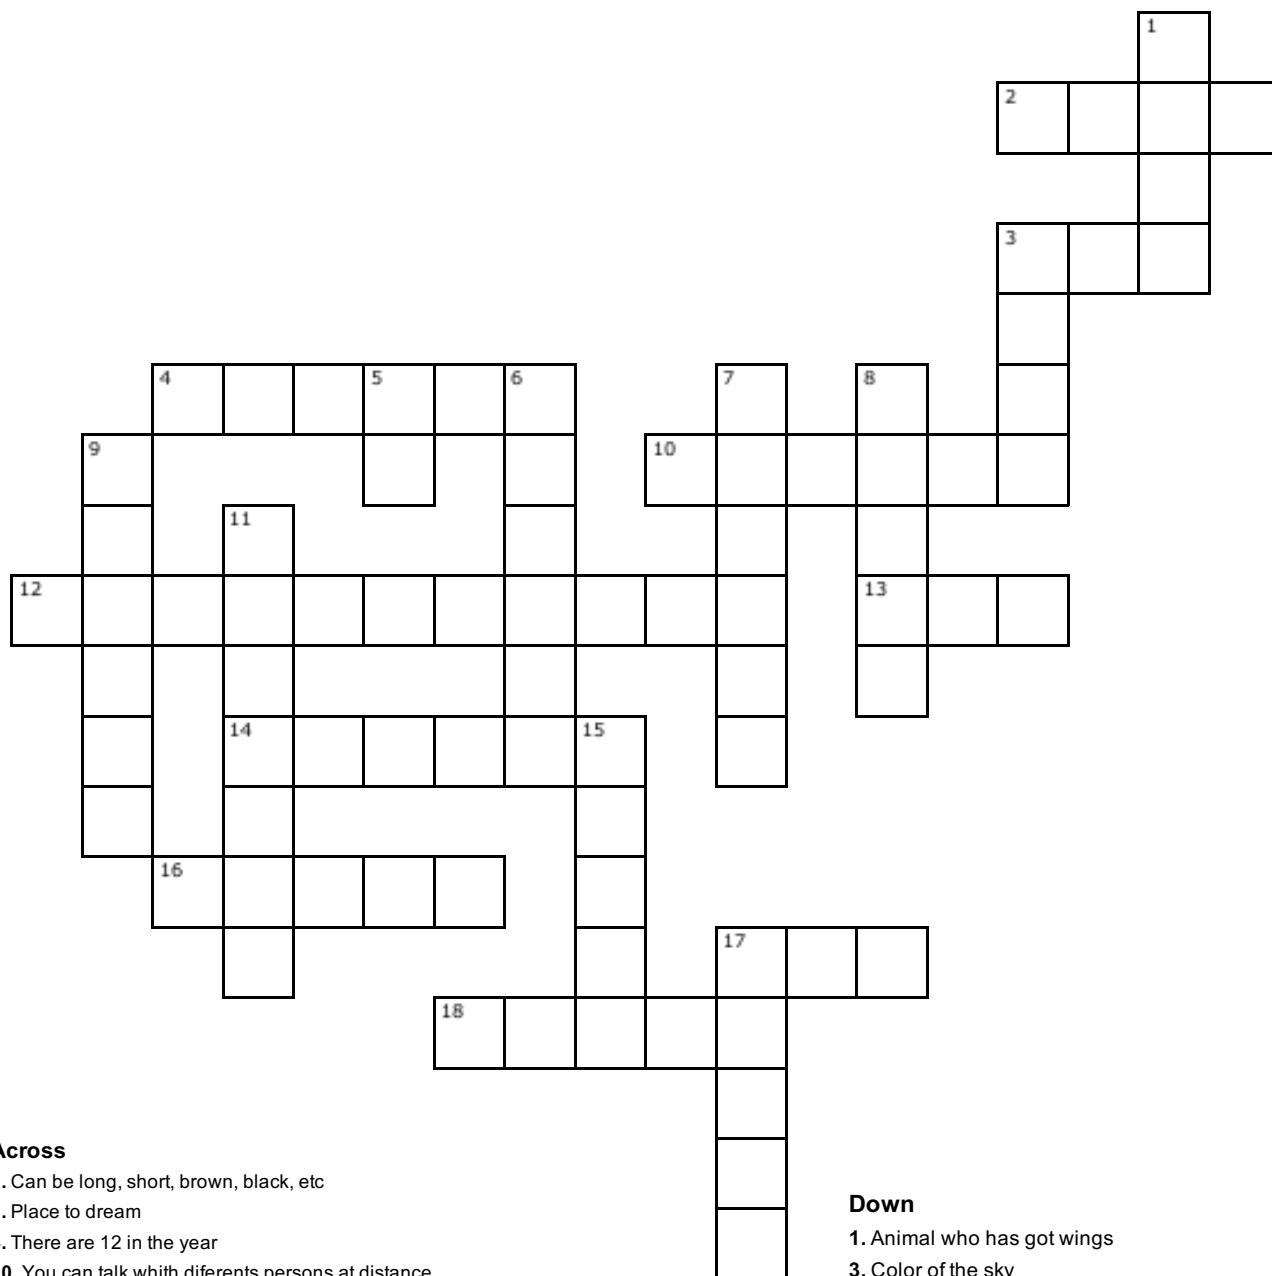 1
2
3
4 5 6 7 8
9 10
11
12 13
14 15
16
17
18
Across
. Can be long, short, brown, black, etc
. Place to dream
. There are 12 in the year
0. You can talk whith diferents persons at distance
Down
1. Animal who has got wings
3. Color of the sky